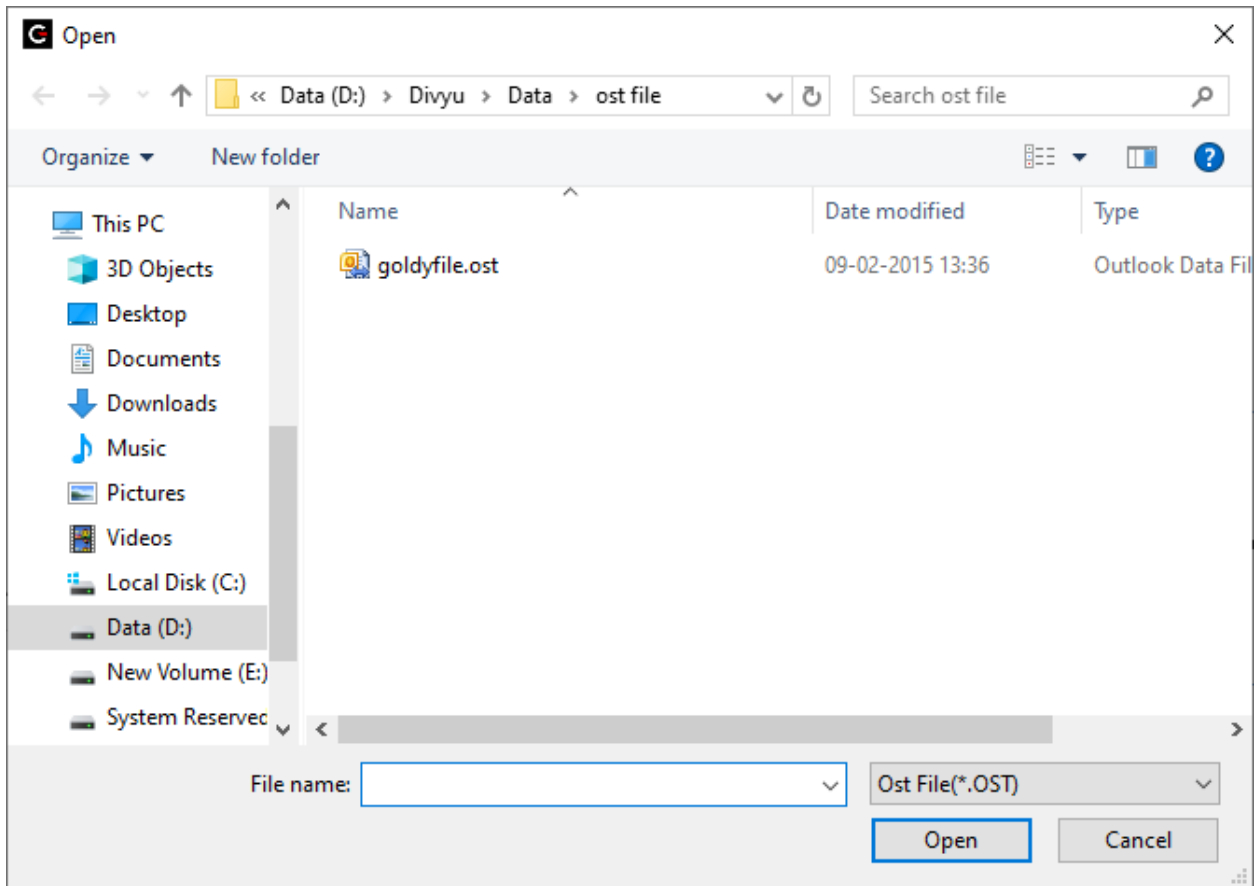 Open
« Data (D:) > Divyu > Data > ost file
Search ost file
Organize
New folder
Name
Date modified
Type
This PC
3D Objects
Desktop
Documents
Downloads
Music
Pictures
Videos
Local Disk (C:)
Data (D:)
New Volume (E:)
System Reserved
goldyfile.ost
09-02-2015 13:36
Outlook Data Fil
File name:
Ost File(*.OST)
Open
Cancel